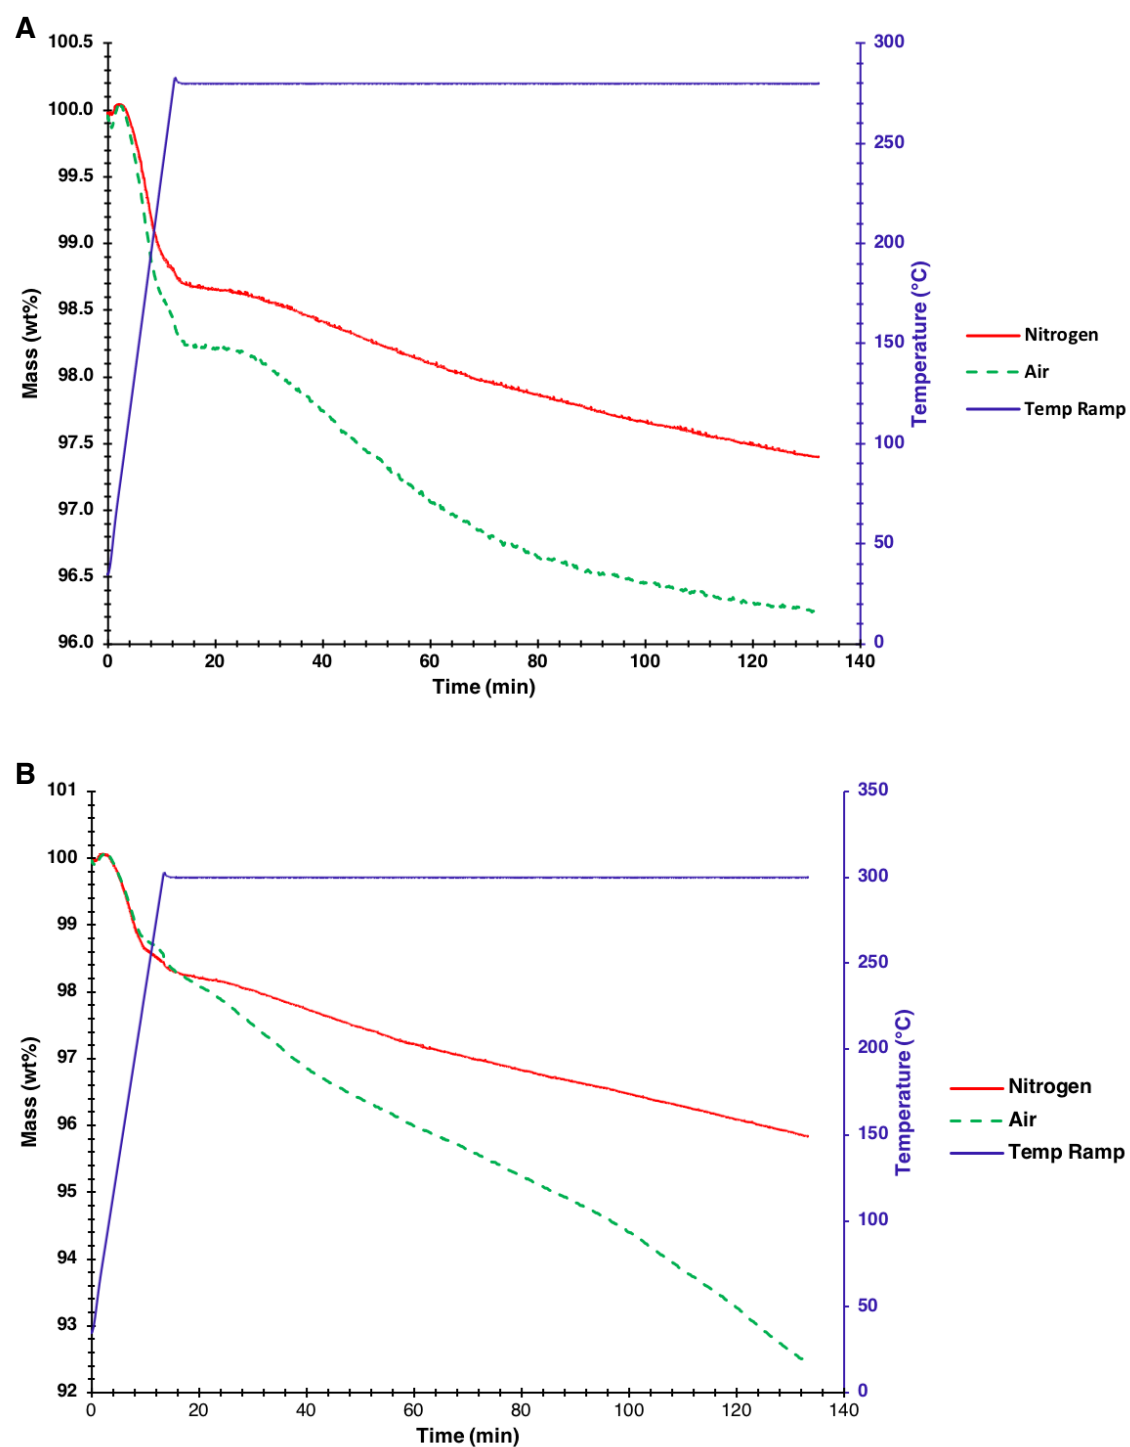 A
100.5
100.0
99.5
99.0
98.5
98.0
97.5
97.0
96.5
96.0
Mass (wt%)
300
250
200
150
100
50
0
Temperature (°C)
0 20 40 60 80 100 120 140
Time (min)
Nitrogen
Air
Temp Ramp
B
101
100
99
98
97
96
95
94
93
92
Mass (wt%)
350
300
250
200
150
100
50
0
Temperature (°C)
0 20 40 60 80 100 120 140
Time (min)
Nitrogen
Air
Temp Ramp